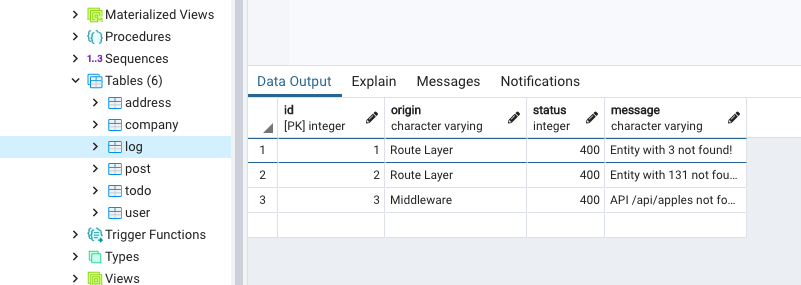 Materialized Views
Procedures
1..3 Sequences
Tables (6)
address
company
log
post
todo
user
Trigger Functions
Types
Views
Data Output Explain Messages Notifications
id origin status message
[PK] integer character varying integer character varying
1 1 Route Layer 400 Entity with 3 not found!
2 2 Route Layer 400 Entity with 131 not fou...
3 3 Middleware 400 API /api/apples not fo...